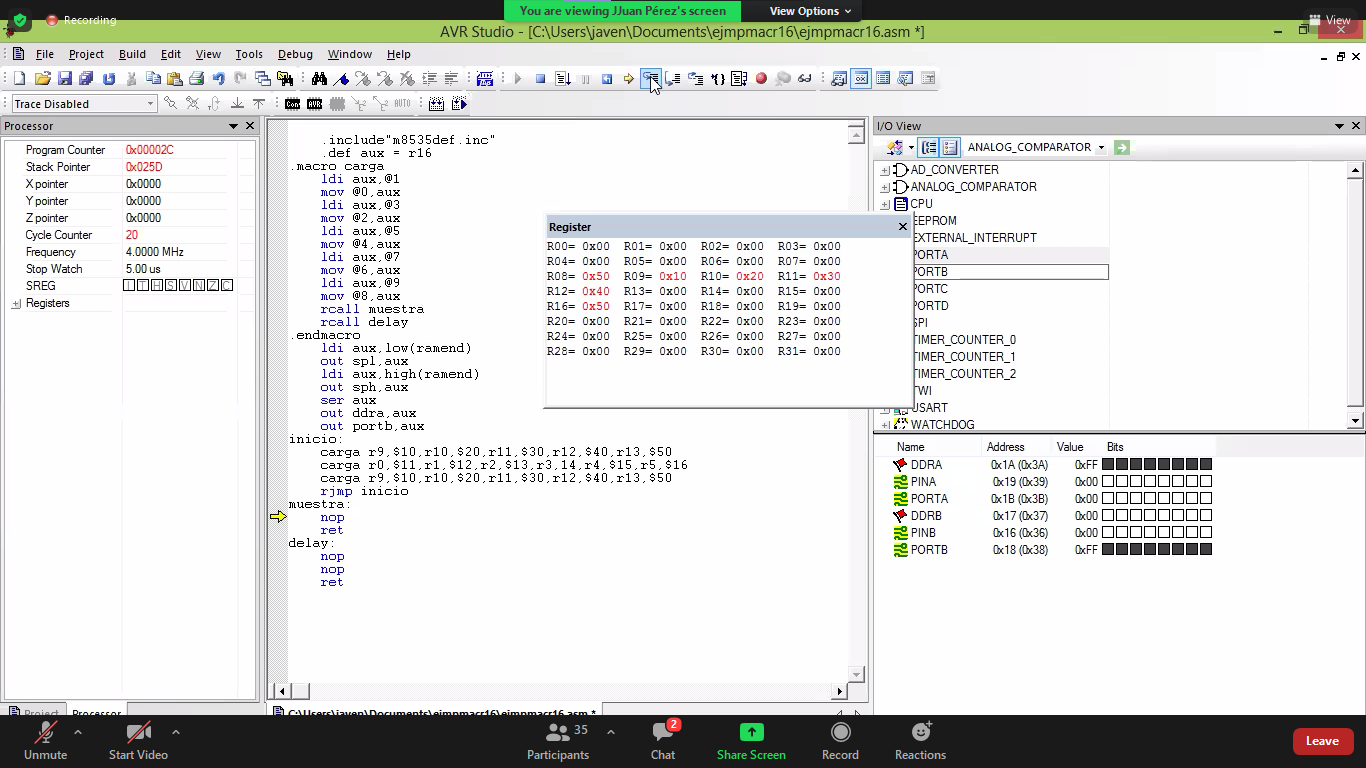 You are viewing JJuan Pérez's screen View Options
Recording
View
AVR Studio - [C:\Users\javen\Documents\ejmpmacr16\ejmpmacr16.asm *]
File Project Build Edit View Tools Debug Window Help
Trace Disabled
Con AVR AUTO
Processor
Program Counter 0x00002C
Stack Pointer 0x025D
X pointer 0x0000
Y pointer 0x0000
Z pointer 0x0000
Cycle Counter 20
Frequency 4.0000 MHz
Stop Watch 5.00 us
SREG I T H S V N Z C
Registers
Project Processor
.include"m8535def.inc"
.def aux = r16
.macro carga
ldi aux,@1
mov @0,aux
ldi aux,@3
mov @2,aux
ldi aux,@5
mov @4,aux
ldi aux,@7
mov @6,aux
ldi aux,@9
mov @8,aux
rcall muestra
rcall delay
.endmacro
ldi aux,low(ramend)
out spl,aux
ldi aux,high(ramend)
out sph,aux
ser aux
out ddra,aux
out portb,aux
inicio:
carga r9,$10,r10,$20,r11,$30,r12,$40,r13,$50
carga r0,$11,r1,$12,r2,$13,r3,14,r4,$15,r5,$16
carga r9,$10,r10,$20,r11,$30,r12,$40,r13,$50
rjmp inicio
muestra:
nop
ret
delay:
nop
nop
ret
C:\Users\javen\Documents\ejmpmacr16\ejmpmacr16.asm *
Register
R00= 0x00 R01= 0x00 R02= 0x00 R03= 0x00
R04= 0x00 R05= 0x00 R06= 0x00 R07= 0x00
R08= 0x50 R09= 0x10 R10= 0x20 R11= 0x30
R12= 0x40 R13= 0x00 R14= 0x00 R15= 0x00
R16= 0x50 R17= 0x00 R18= 0x00 R19= 0x00
R20= 0x00 R21= 0x00 R22= 0x00 R23= 0x00
R24= 0x00 R25= 0x00 R26= 0x00 R27= 0x00
R28= 0x00 R29= 0x00 R30= 0x00 R31= 0x00
I/O View
ANALOG_COMPARATOR
AD_CONVERTER
ANALOG_COMPARATOR
CPU
EEPROM
EXTERNAL_INTERRUPT
PORTA
PORTB
PORTC
PORTD
SPI
TIMER_COUNTER_0
TIMER_COUNTER_1
TIMER_COUNTER_2
TWI
USART
WATCHDOG
Name Address Value Bits
DDRA 0x1A (0x3A) 0xFF
PINA 0x19 (0x39) 0x00
PORTA 0x1B (0x3B) 0x00
DDRB 0x17 (0x37) 0x00
PINB 0x16 (0x36) 0x00
PORTB 0x18 (0x38) 0xFF
Unmute Start Video Participants 35 Chat 2 Share Screen Record Reactions Leave